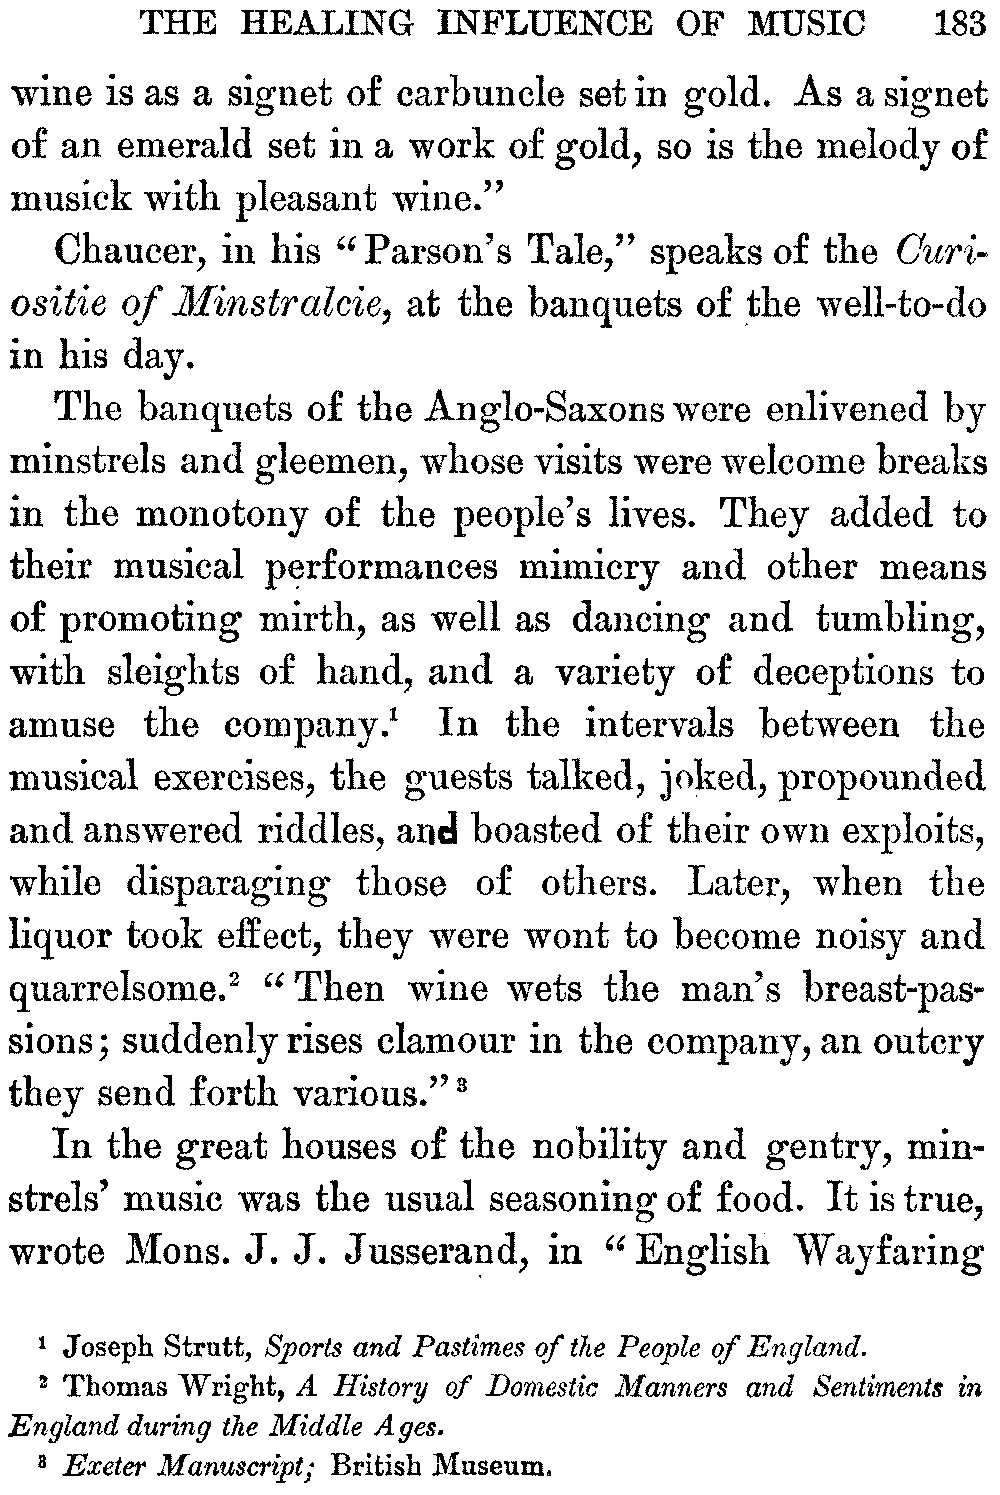 THE HEALING INFLUENCE OF MUSIC 183
wine is as a signet of carbuncle set in gold. As a signet
of an emerald set in a work of gold, so is the melody of
musick with pleasant wine.”
Chaucer, in his “Parson’s Tale,” speaks of the Curi-
ositie of Minstralcie, at the banquets of the well-to-do
in his day.
The banquets of the Anglo-Saxons were enlivened by
minstrels and gleemen, whose visits were welcome breaks
in the monotony of the people’s lives. They added to
their musical performances mimicry and other means
of promoting mirth, as well as dancing and tumbling,
with sleights of hand, and a variety of deceptions to
amuse the company.¹ In the intervals between the
musical exercises, the guests talked, joked, propounded
and answered riddles, and boasted of their own exploits,
while disparaging those of others. Later, when the
liquor took effect, they were wont to become noisy and
quarrelsome.² “Then wine wets the man’s breast-pas-
sions; suddenly rises clamour in the company, an outcry
they send forth various.”³
In the great houses of the nobility and gentry, min-
strels’ music was the usual seasoning of food. It is true,
wrote Mons. J. J. Jusserand, in “English Wayfaring
¹ Joseph Strutt, Sports and Pastimes of the People of England.
² Thomas Wright, A History of Domestic Manners and Sentiments in
England during the Middle Ages.
³ Exeter Manuscript; British Museum.